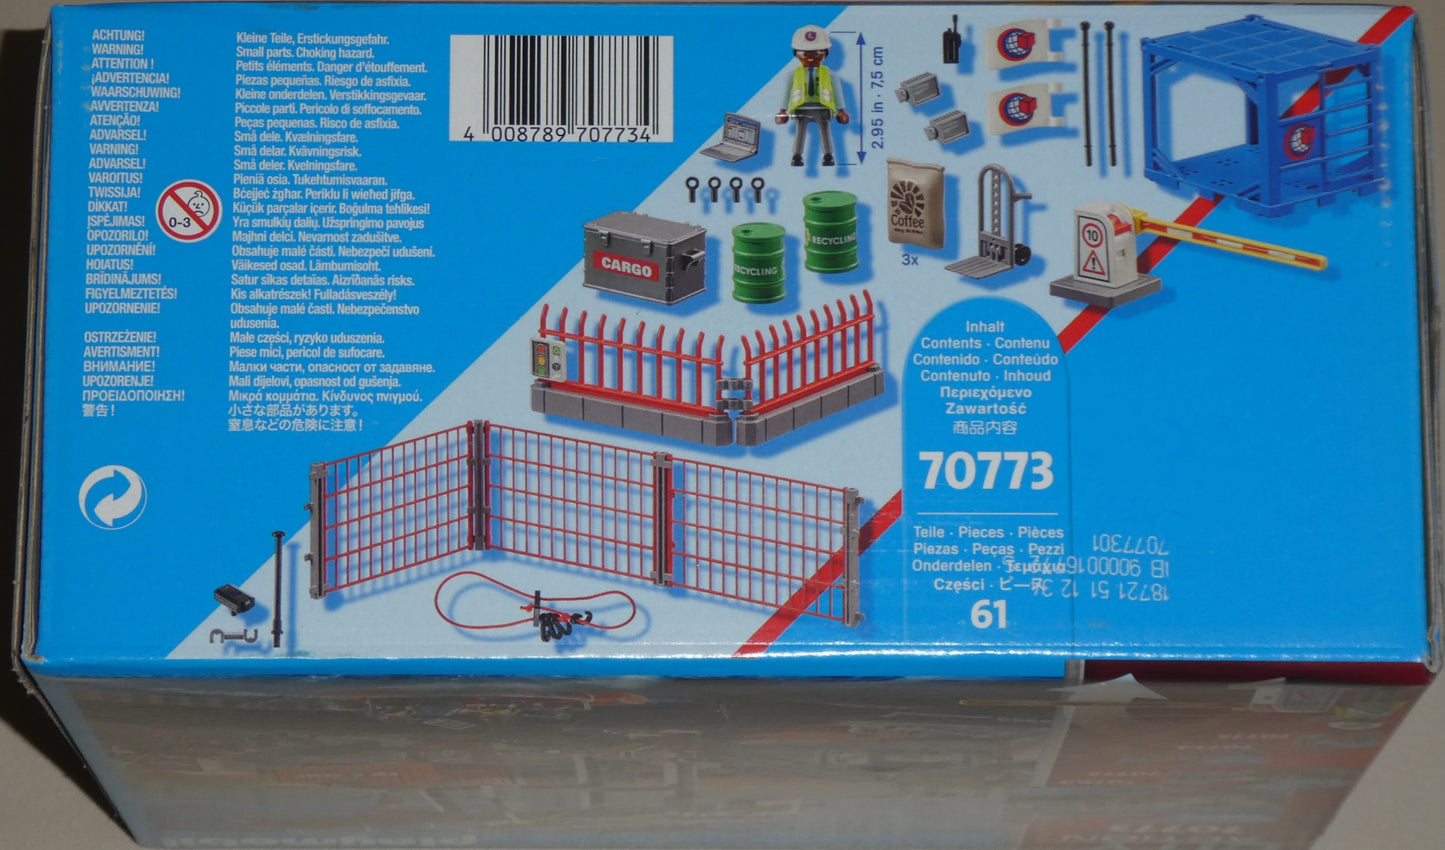 ACHTUNG! Kleine Teile, Erstickungsgefahr.
WARNING! Small parts. Choking hazard.
ATTENTION ! Petits éléments. Danger d'étouffement.
¡ADVERTENCIA! Piezas pequeñas. Riesgo de asfixia.
WAARSCHUWING! Kleine onderdelen. Verstikkingsgevaar.
AVVERTENZA! Piccole parti. Pericolo di soffocamento.
ATENÇÃO! Peças pequenas. Risco de asfixia.
ADVARSEL! Små dele. Kvælningsfare.
VARNING! Små delar. Kvävningsrisk.
ADVARSEL! Små deler. Kvelningsfare.
VAROITUS! Pieniä osia. Tukehtumisvaaran.
TWISSIJA! Bċejjeċ żgħar. Periklu li wieħed jifga.
DİKKAT! Küçük parçalar içerir. Boğulma tehlikesi!
ĮSPĖJIMAS! Yra smulkių dalių. Užspringimo pavojus
OPOZORILO! Majhni delci. Nevarnost zadušitve.
UPOZORNĚNÍ! Obsahuje malé části. Nebezpečí udušení.
HOIATUS! Väikesed osad. Lämbumisoht.
BRĪDINĀJUMS! Satur sīkas detaļas. Aizrīšanās risks.
FIGYELMEZTETÉS! Kis alkatrészek! Fulladásveszély!
UPOZORNENIE! Obsahuje malé časti. Nebezpečenstvo
udusenia.
OSTRZEŻENIE! Małe części, ryzyko uduszenia.
AVERTISMENT! Piese mici, pericol de sufocare.
ВНИМАНИЕ! Малки части, опасност от задавяне.
UPOZORENJE! Mali dijelovi, opasnost od gušenja.
ΠΡΟΕΙΔΟΠΟΙΗΣΗ! Μικρά κομμάτια. Κίνδυνος πνιγμού.
警告! 小さな部品があります。
窒息などの危険に注意!
0-3
4 008789 707734
2.95 in - 7,5 cm
Coffee
3x
CARGO
RECYCLING
RECYCLING
10
Inhalt
Contents · Contenu
Contenido · Conteúdo
Contenuto · Inhoud
Περιεχόμενο
Zawartość
商品内容
70773
Teile · Pieces · Pièces
Piezas · Peças · Pezzi
Onderdelen · Τεμάχια
Części · ピース
61
7077301